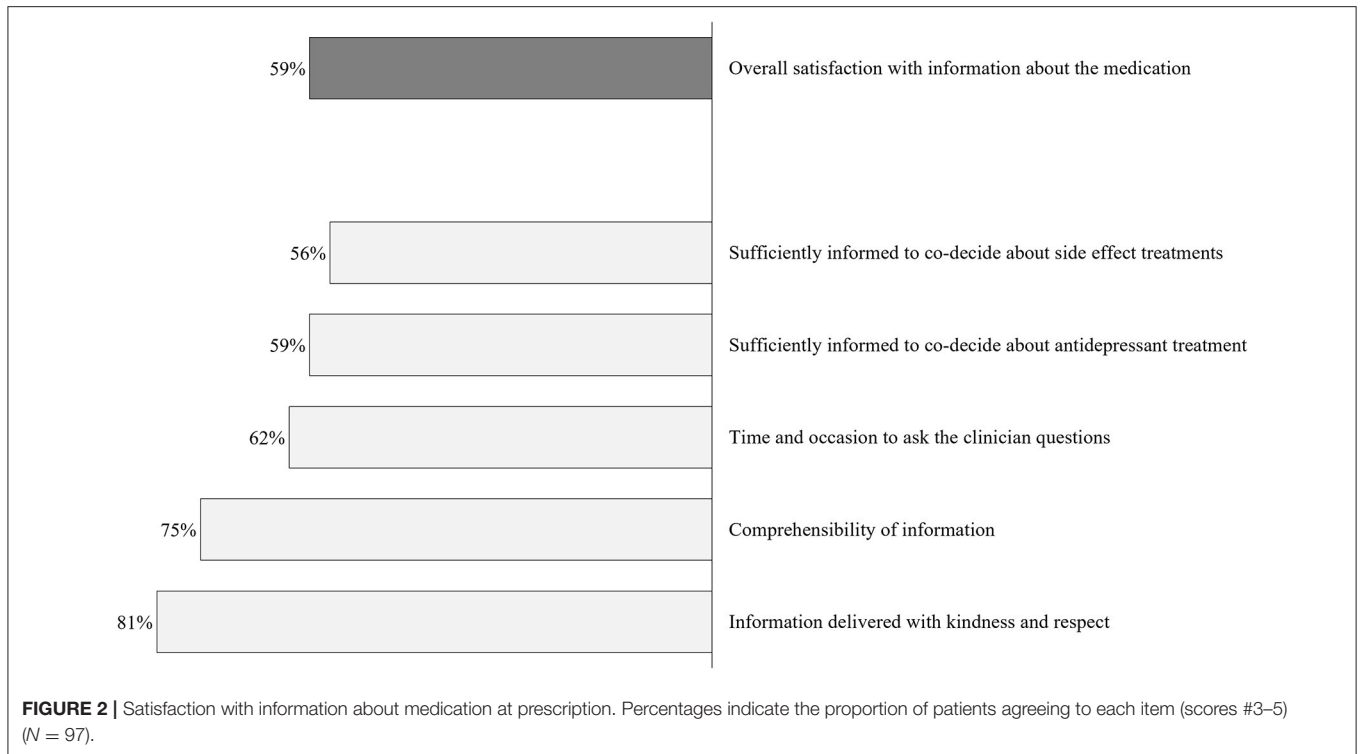 59% Overall satisfaction with information about the medication
56% Sufficiently informed to co-decide about side effect treatments
59% Sufficiently informed to co-decide about antidepressant treatment
62% Time and occasion to ask the clinician questions
75% Comprehensibility of information
81% Information delivered with kindness and respect
FIGURE 2 | Satisfaction with information about medication at prescription. Percentages indicate the proportion of patients agreeing to each item (scores #3–5)
(N = 97).